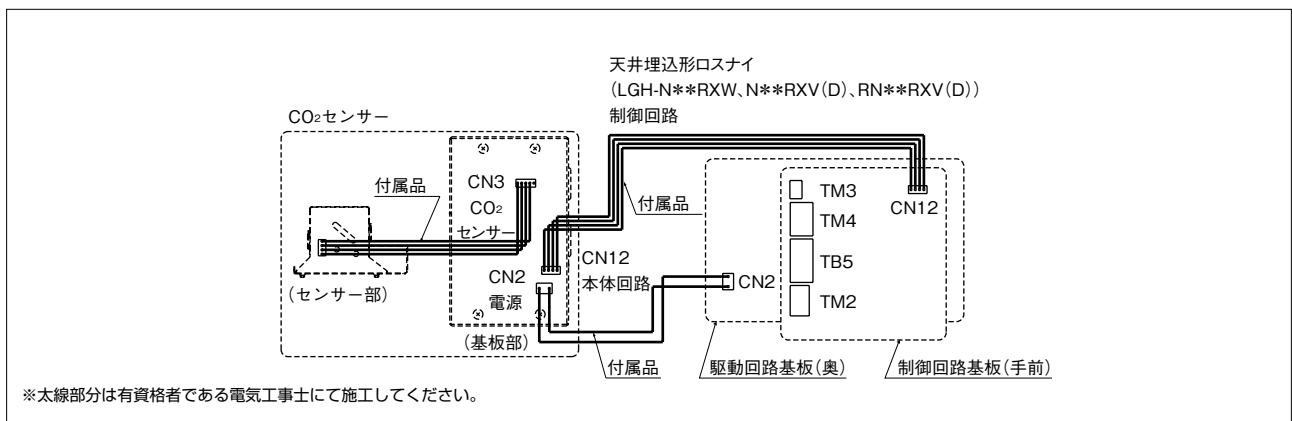 天井埋込形ロスナイ
(LGH-N**RXW、N**RXV(D)、RN**RXV(D))
制御回路
CO2センサー
付属品
CN3
CO2
センサー
付属品
TM3
CN12
TM4
TB5
CN12
本体回路
CN2
電源
CN2
TM2
(センサー部)
(基板部)
付属品
駆動回路基板(奥)
制御回路基板(手前)
※太線部分は有資格者である電気工事士にて施工してください。